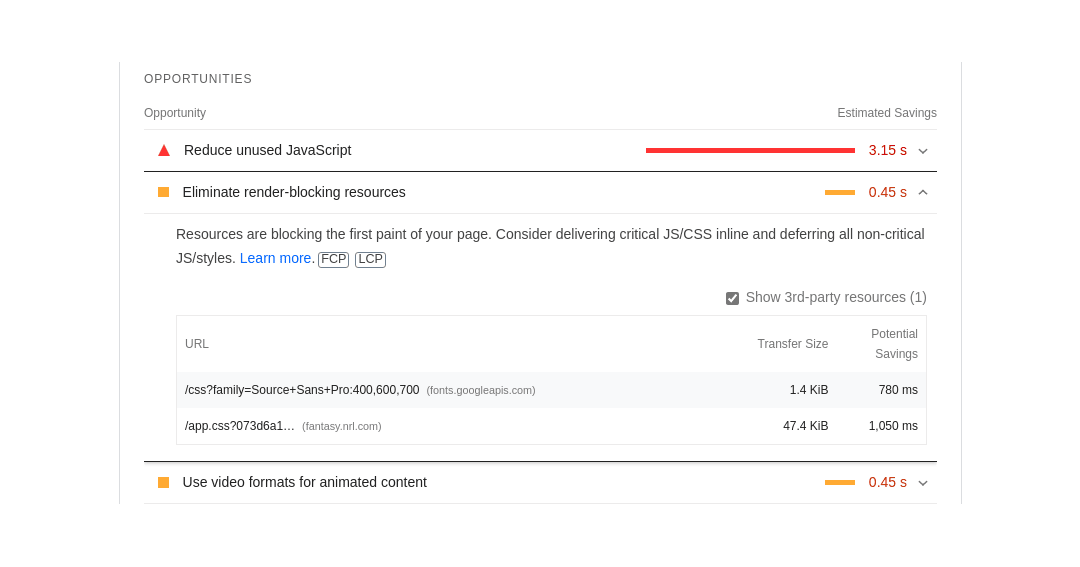 OPPORTUNITIES
Opportunity Estimated Savings
Reduce unused JavaScript 3.15 s
Eliminate render-blocking resources 0.45 s
Resources are blocking the first paint of your page. Consider delivering critical JS/CSS inline and deferring all non-critical
JS/styles. Learn more. FCP LCP
Show 3rd-party resources (1)
URL Transfer Size Potential Savings
/css?family=Source+Sans+Pro:400,600,700 (fonts.googleapis.com) 1.4 KiB 780 ms
/app.css?073d6a1… (fantasy.nrl.com) 47.4 KiB 1,050 ms
Use video formats for animated content 0.45 s